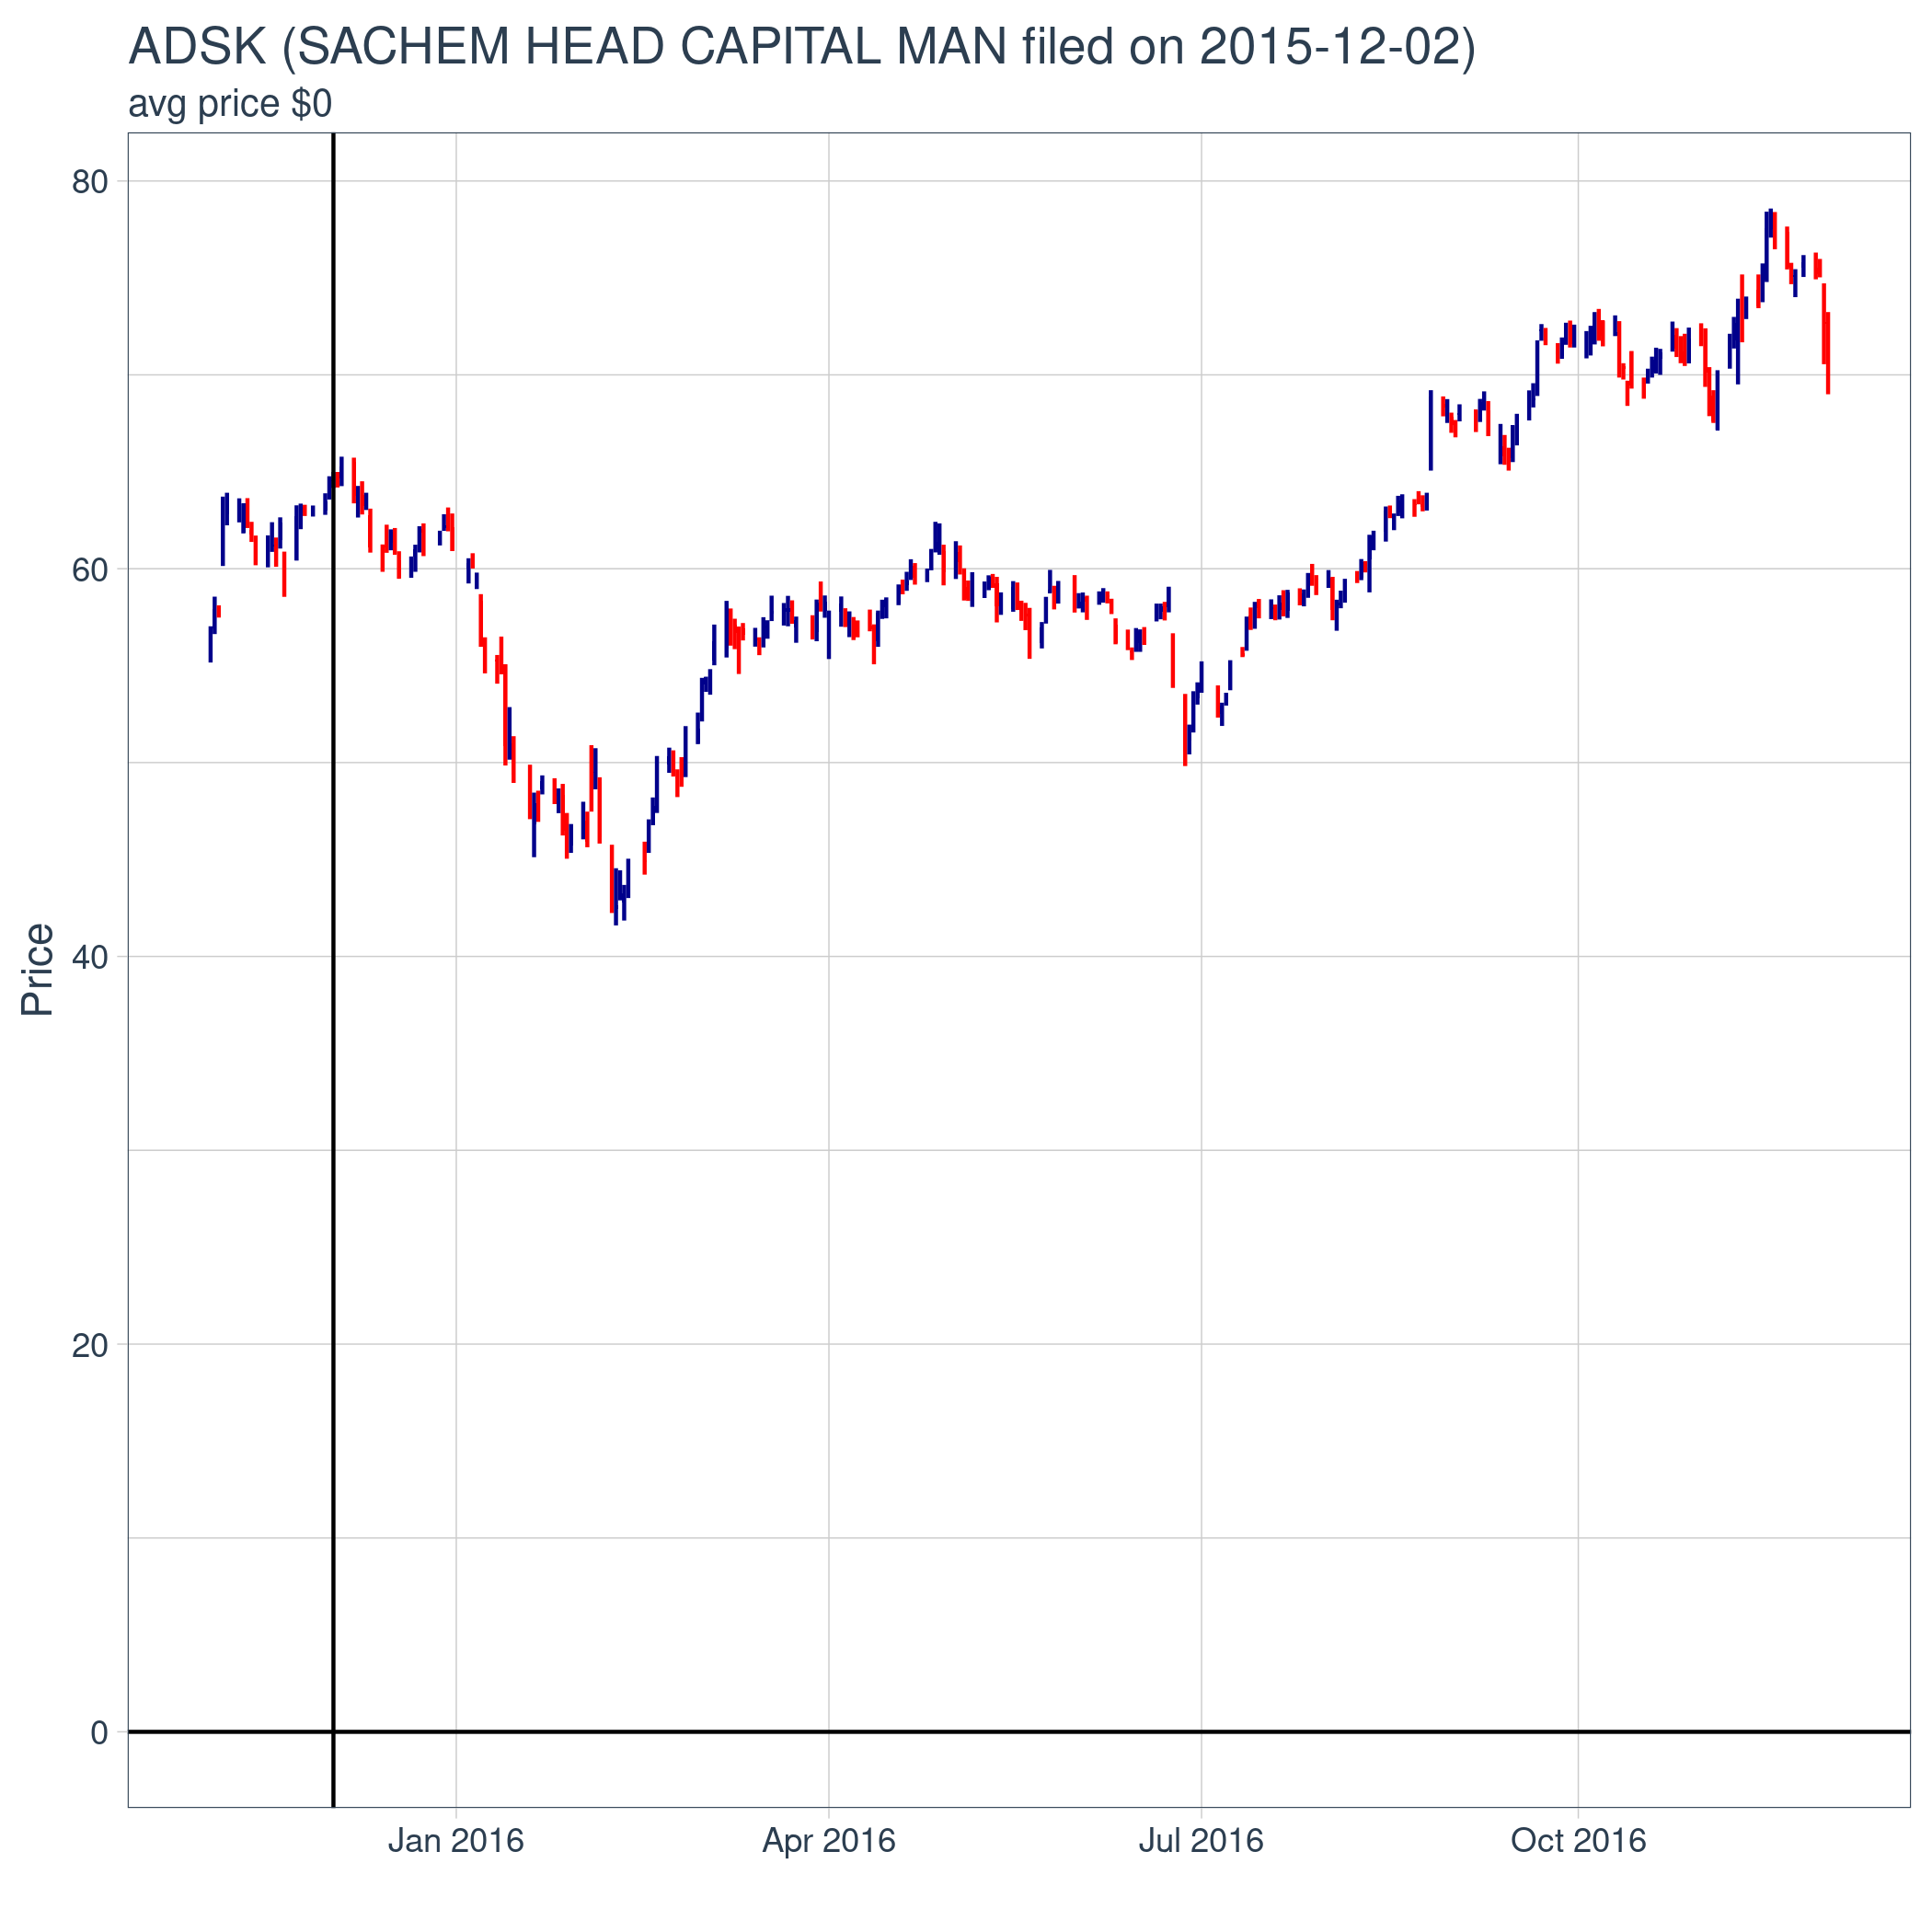 ADSK (SACHEM HEAD CAPITAL MAN filed on 2015-12-02)
avg price $0
80
60
40
20
0
Price
Jan 2016
Apr 2016
Jul 2016
Oct 2016